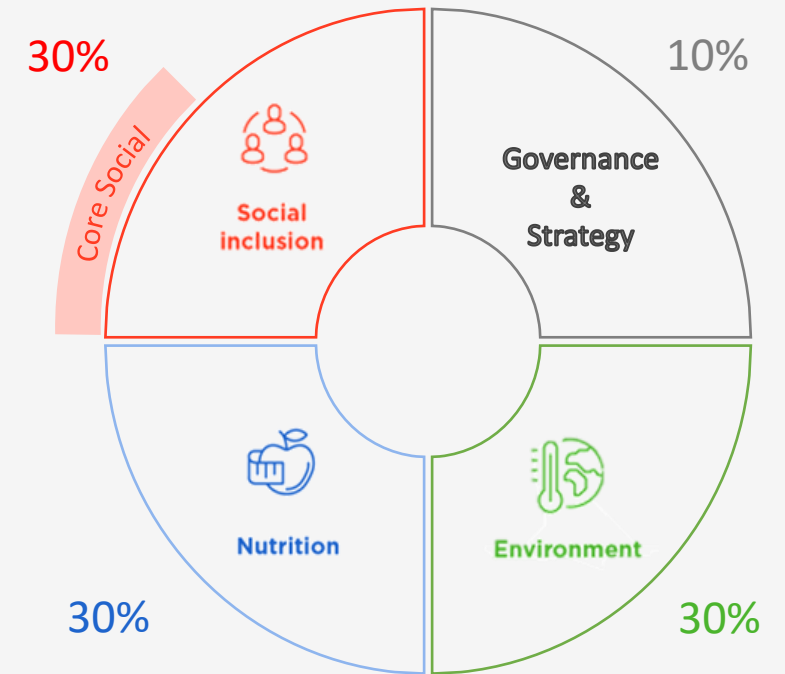 30%
10%
Core Social
Social
inclusion
Governance
&
Strategy
Nutrition
Environment
30%
30%